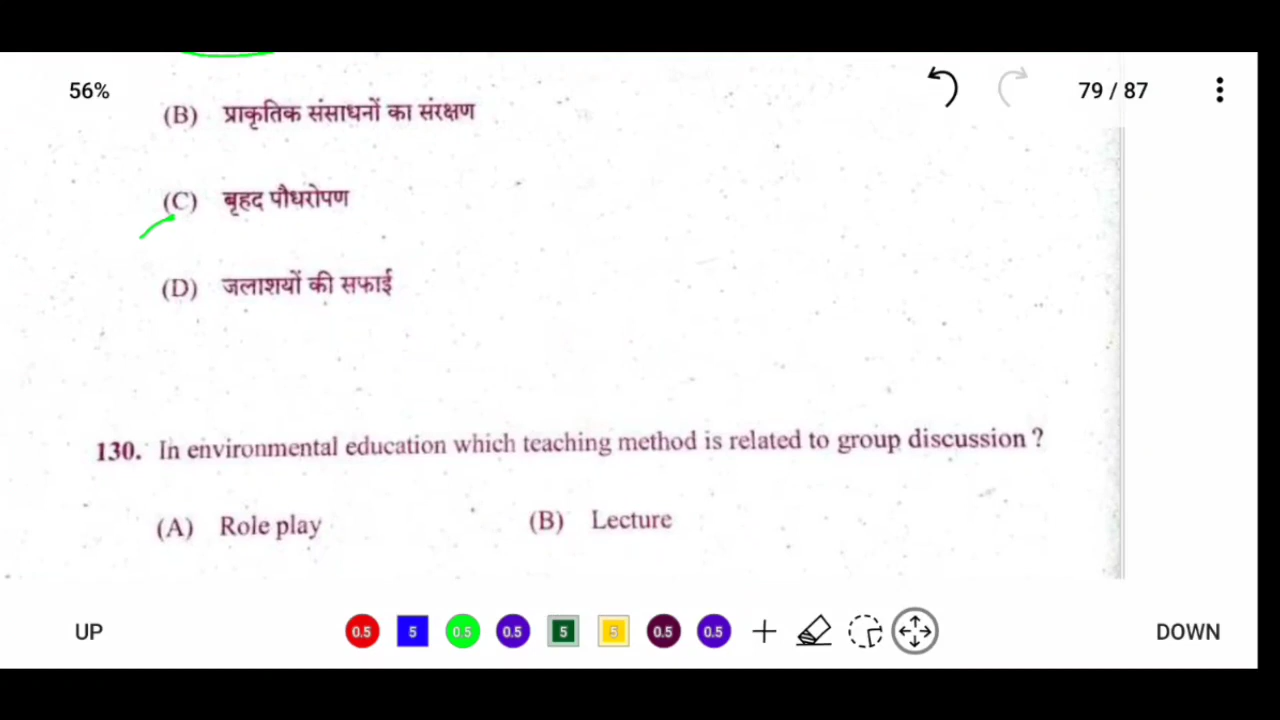 56%
79 / 87
(B) प्राकृतिक संसाधनों का संरक्षण
(C) बृहद पौधरोपण
(D) जलाशयों की सफाई
130. In environmental education which teaching method is related to group discussion ?
(A) Role play (B) Lecture
UP 0.5 5 0.5 0.5 5 5 0.5 0.5 DOWN